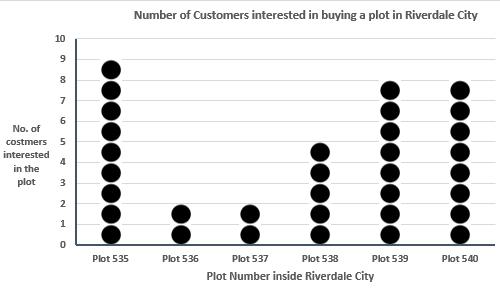 Number of Customers interested in buying a plot in Riverdale City
10
9
8
7
6
5
4
3
2
1
0
No. of
costmers
interested
in the
plot
Plot 535 Plot 536 Plot 537 Plot 538 Plot 539 Plot 540
Plot Number inside Riverdale City